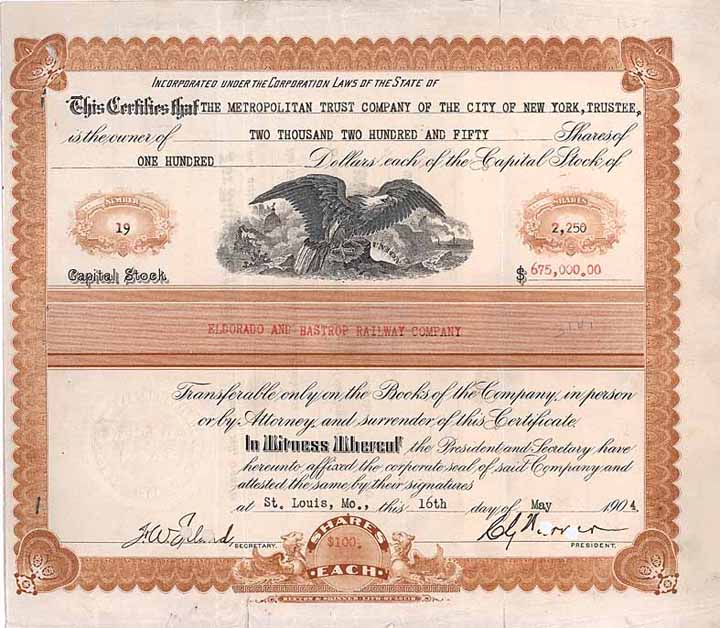 INCORPORATED UNDER THE CORPORATION LAWS OF THE STATE OF
This Certifies that THE METROPOLITAN TRUST COMPANY OF THE CITY OF NEW YORK, TRUSTEE,
is the owner of TWO THOUSAND TWO HUNDRED AND FIFTY Shares of
ONE HUNDRED Dollars each of the Capital Stock of
NUMBER
19
SHARES
2,250
Capital Stock
$675,000.00
ELDORADO AND BASTROP RAILWAY COMPANY
Transferable only on the Books of the Company, in person
or by Attorney, and surrender of this Certificate.
In Witness Whereof the President and Secretary have
hereunto affixed the corporate seal of said Company and
attested the same, by their signatures
at St. Louis, Mo., this 16th day of May 1904.
SECRETARY.
PRESIDENT.
SHARES
$100.
EACH